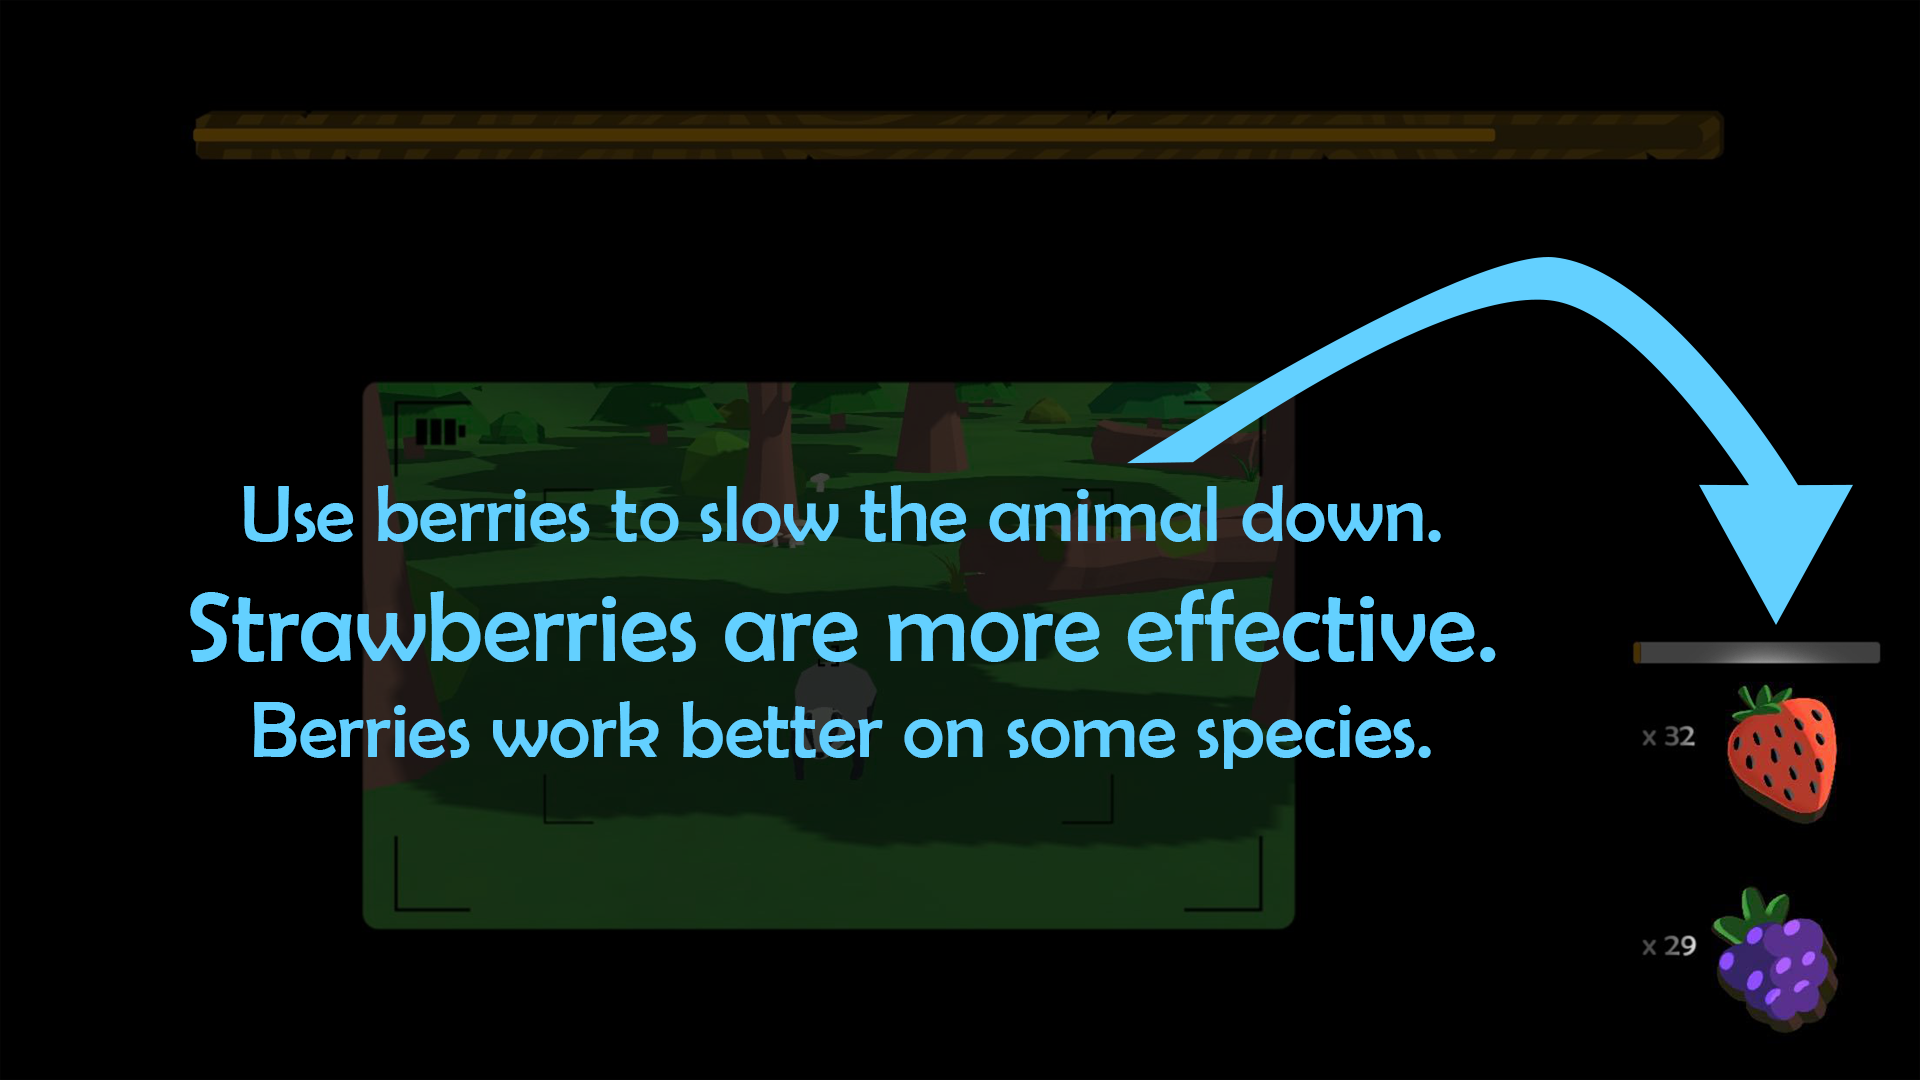 Use berries to slow the animal down.
Strawberries are more effective.
Berries work better on some species.
x 32
x 29